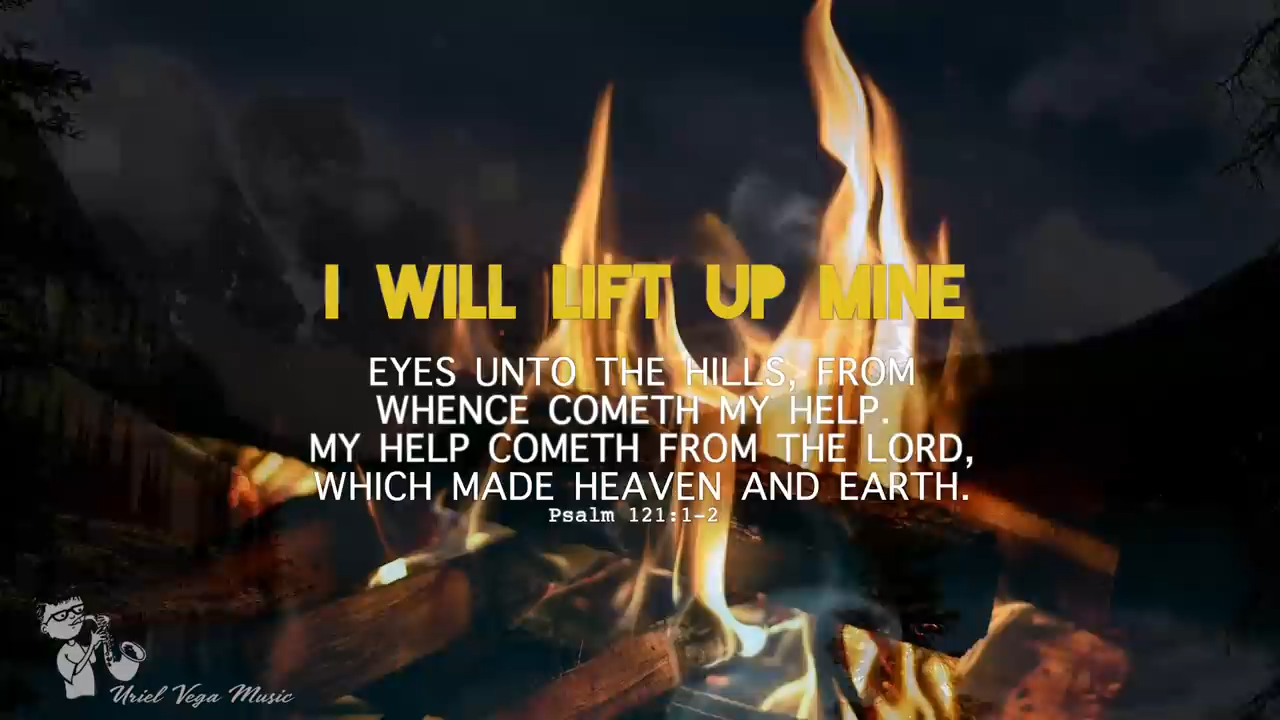 I WILL LIFT UP MINE
EYES UNTO THE HILLS, FROM
WHENCE COMETH MY HELP.
MY HELP COMETH FROM THE LORD,
WHICH MADE HEAVEN AND EARTH.
Psalm 121:1-2
Uriel Vega Music